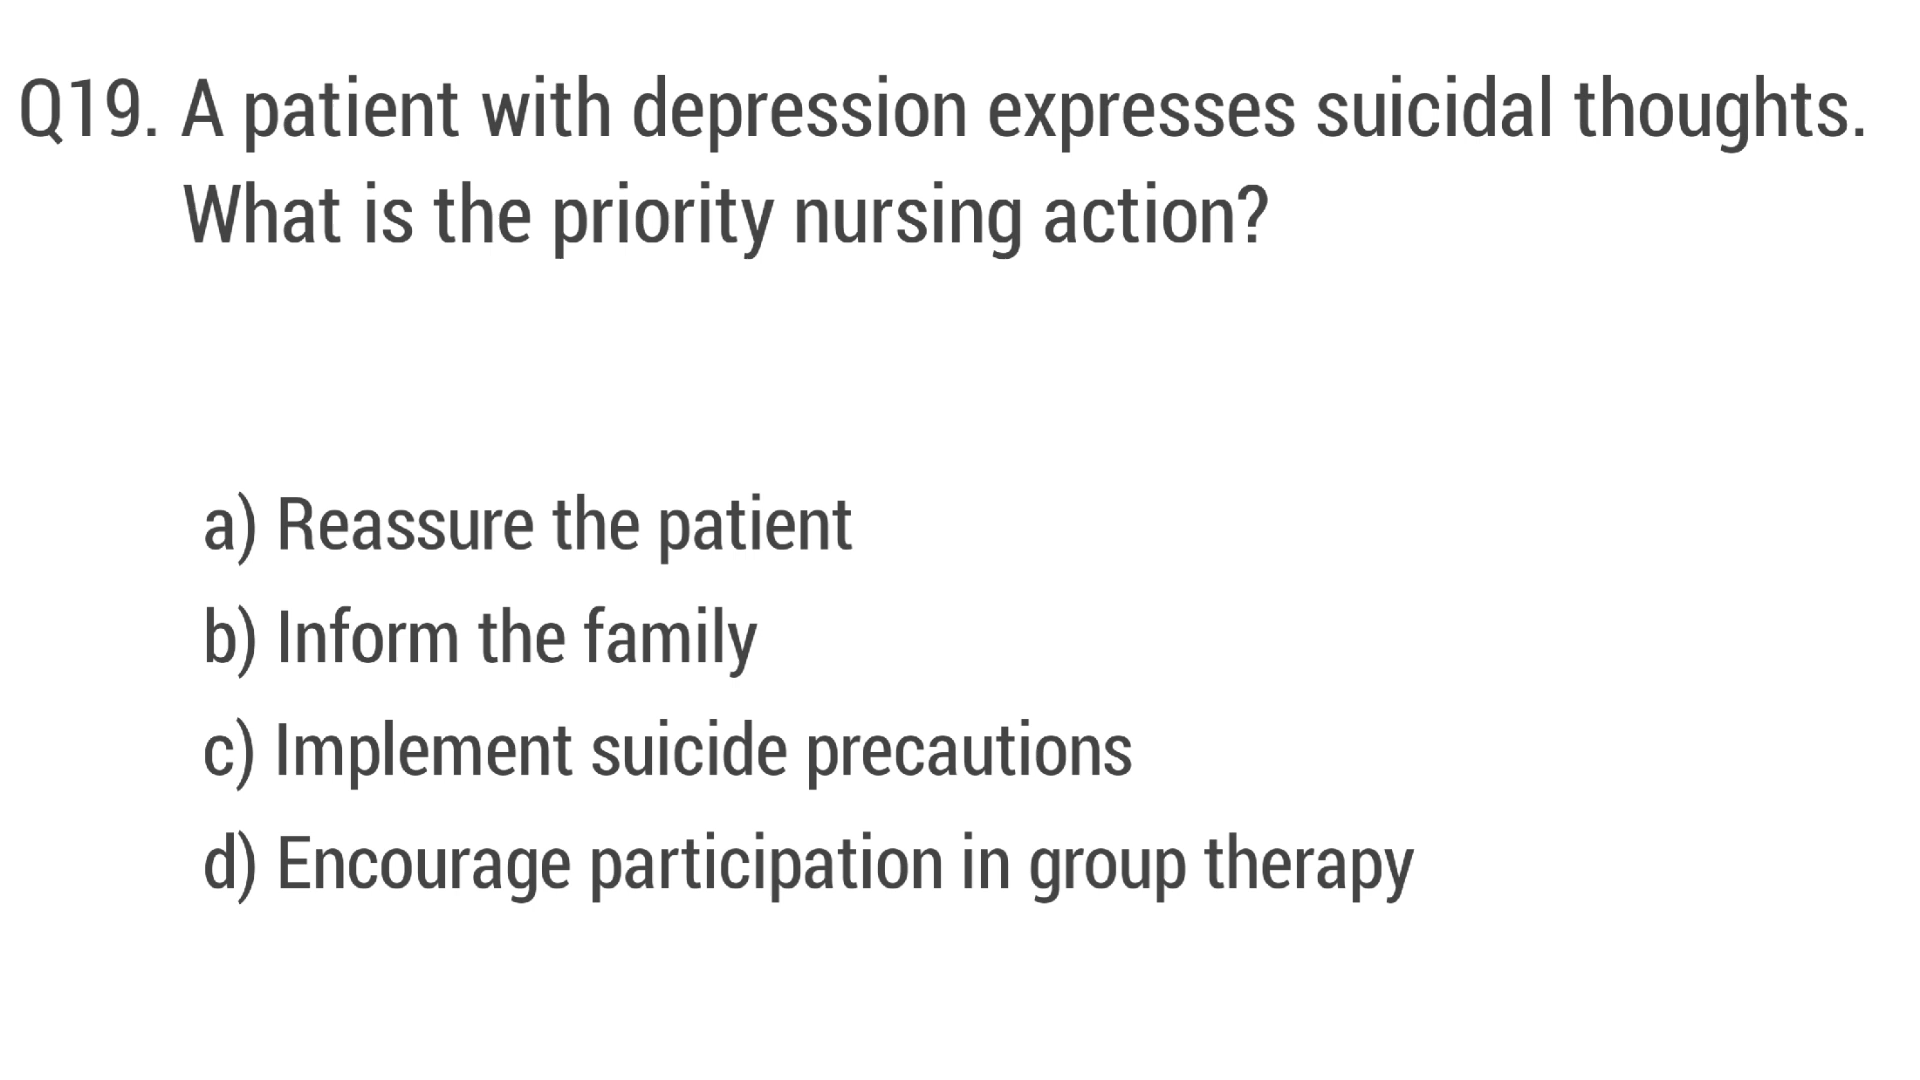 Q19. A patient with depression expresses suicidal thoughts.
What is the priority nursing action?
a) Reassure the patient
b) Inform the family
c) Implement suicide precautions
d) Encourage participation in group therapy